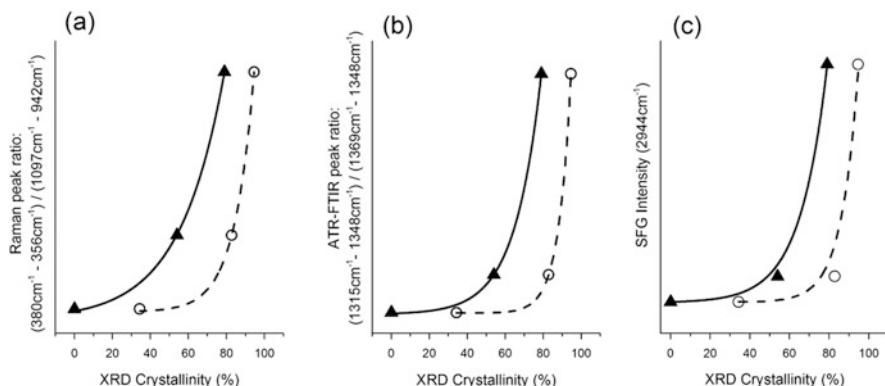 (a)
Raman peak ratio:
(380cm⁻¹ - 356cm⁻¹) / (1097cm⁻¹ - 942cm⁻¹)
0 20 40 60 80 100
XRD Crystallinity (%)
(b)
ATR-FTIR peak ratio:
(1315cm⁻¹ - 1348cm⁻¹) / (1369cm⁻¹ - 1348cm⁻¹)
0 20 40 60 80 100
XRD Crystallinity (%)
(c)
SFG Intensity (2944cm⁻¹)
0 20 40 60 80 100
XRD Crystallinity (%)